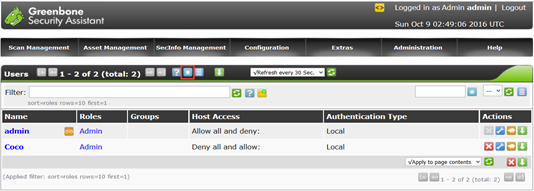 Greenbone
Security Assistant
Logged in as Admin admin | Logout
Sun Oct 9 02:49:06 2016 UTC
Scan Management Asset Management SecInfo Management Configuration Extras Administration Help
Users 1 - 2 of 2 (total: 2) ? √Refresh every 30 Sec.
Filter: ? --
sort=roles rows=10 first=1
Name Roles Groups Host Access Authentication Type Actions
admin Admin Allow all and deny: Local
Coco Admin Deny all and allow: Local
√Apply to page contents
(Applied filter: sort=roles rows=10 first=1) 1 - 2 of 2 (total: 2)